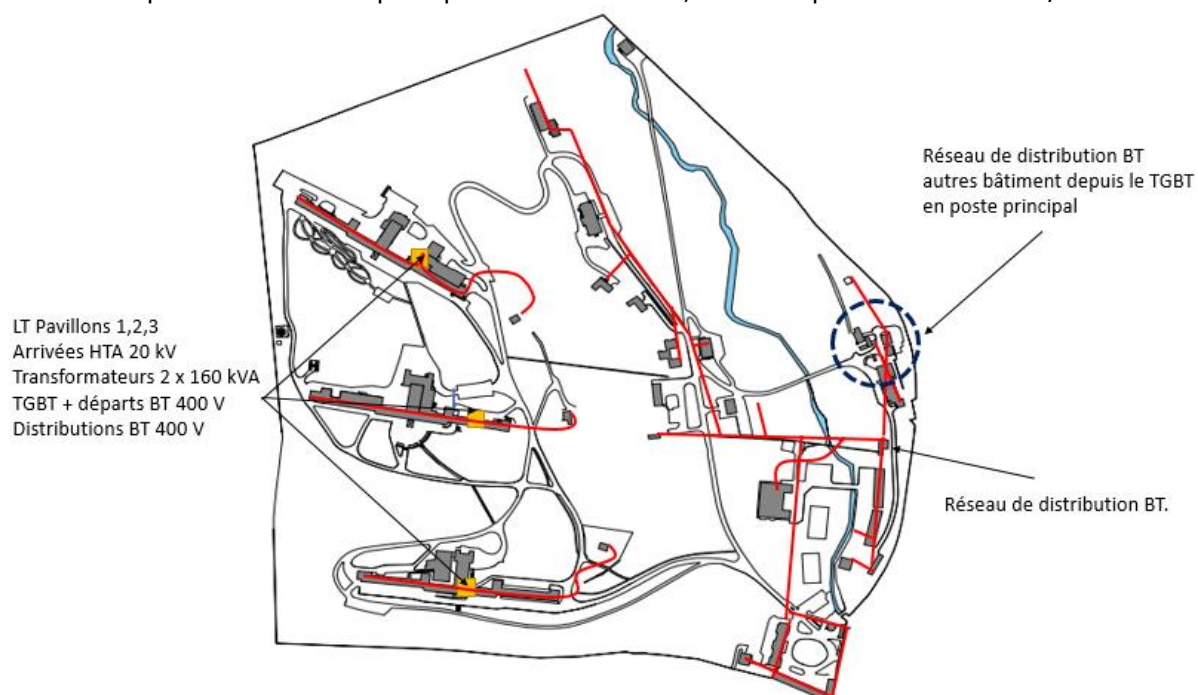 LT Pavillons 1,2,3
Arrivées HTA 20 kV
Transformateurs 2 x 160 kVA
TGBT + départs BT 400 V
Distributions BT 400 V
Réseau de distribution BT
autres bâtiment depuis le TGBT
en poste principal
Réseau de distribution BT.